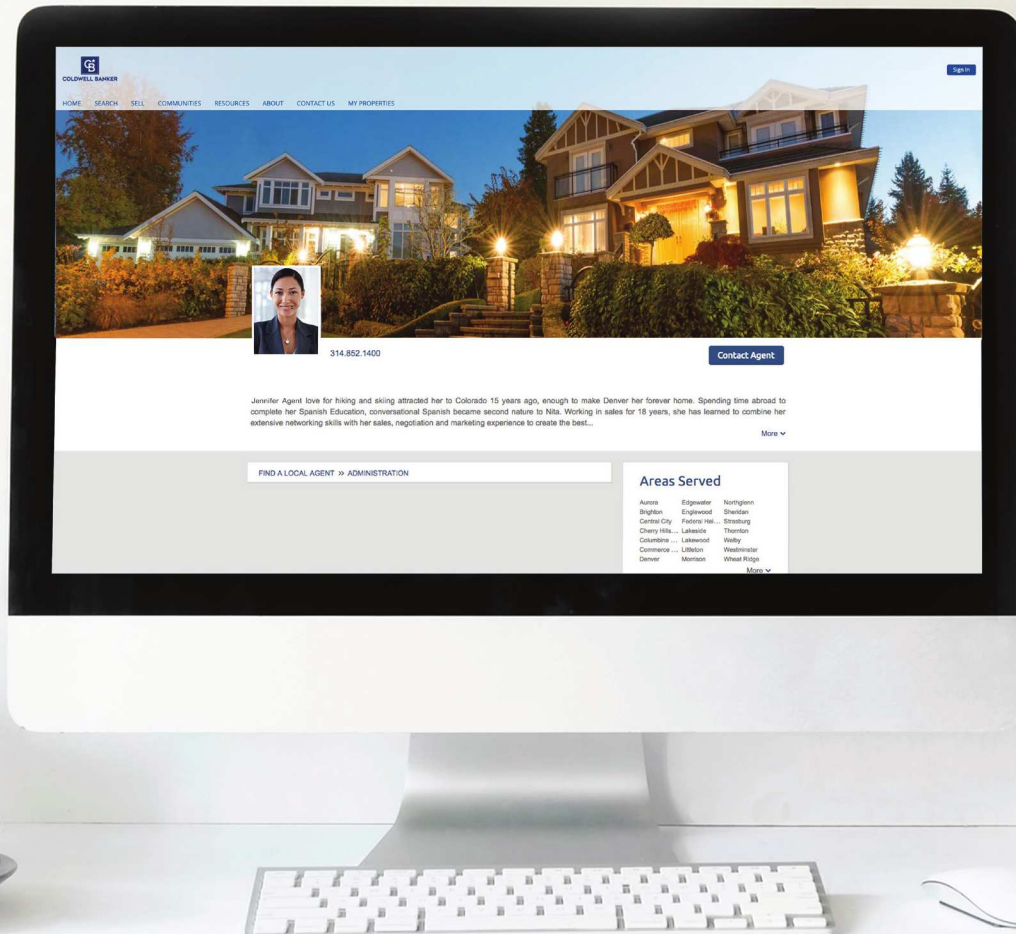 CB
COLDWELL BANKER
Sign in
HOME SEARCH SELL COMMUNITIES RESOURCES ABOUT CONTACT US MY PROPERTIES
314.852.1400
Contact Agent
Jennifer Agent love for hiking and skiing attracted her to Colorado 15 years ago, enough to make Denver her forever home. Spending time abroad to
complete her Spanish Education, conversational Spanish became second nature to Nita. Working in sales for 18 years, she has learned to combine her
extensive networking skills with her sales, negotiation and marketing experience to create the best...
More
FIND A LOCAL AGENT >> ADMINISTRATION
Areas Served
Aurora Edgewater Northglenn
Brighton Englewood Sheridan
Central City Federal Hei... Strasburg
Cherry Hills... Lakeside Thornton
Columbine ... Lakewood Welby
Commerce ... Littleton Westminster
Denver Morrison Wheat Ridge
More